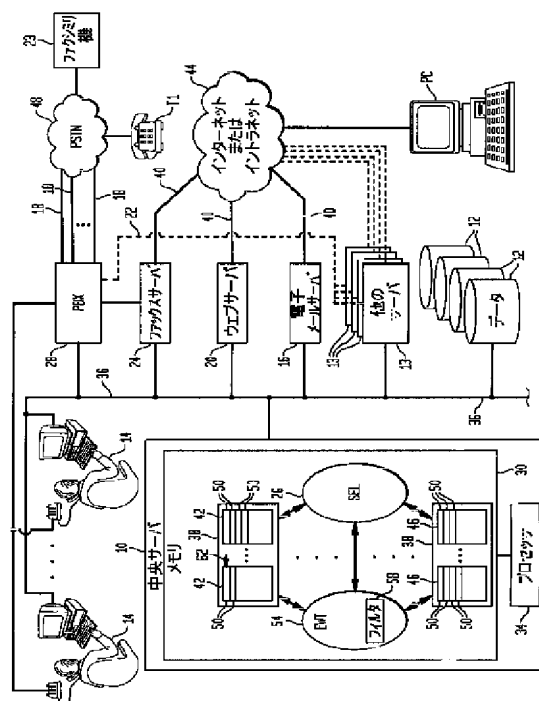 23
ファクシミリ
機
48
PSTN
T1
18
18
18
22
PBX
28
44
インターネット
または
イントラネット
40
40
40
PC
ファックスサーバ
24
ウェブサーバ
20
電子
メールサーバ
16
他の
サーバ
13
13
13
12
12
データ
36
36
14
14
10
中央サーバ
メモリ
30
50
42
50
53
38
62
42
50
26
SEL
54
EWT
58
フィルタ
50
46
38
46
50
50
50
プロセッサ
34